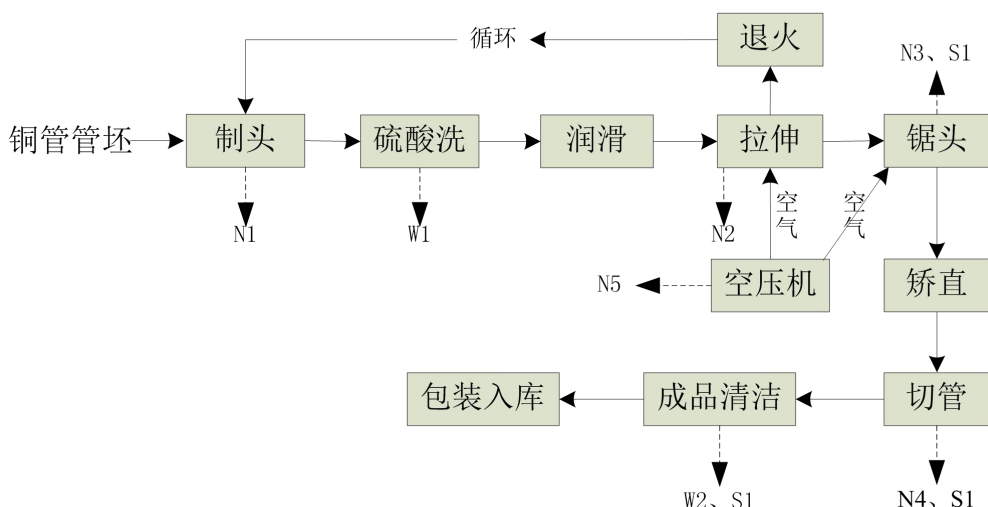 退火
循环
N3、S1
铜管管坯
制头
硫酸洗
润滑
拉伸
锯头
N1
W1
N2
空气
空气
N5
空压机
矫直
包装入库
成品清洁
切管
W2、S1
N4、S1